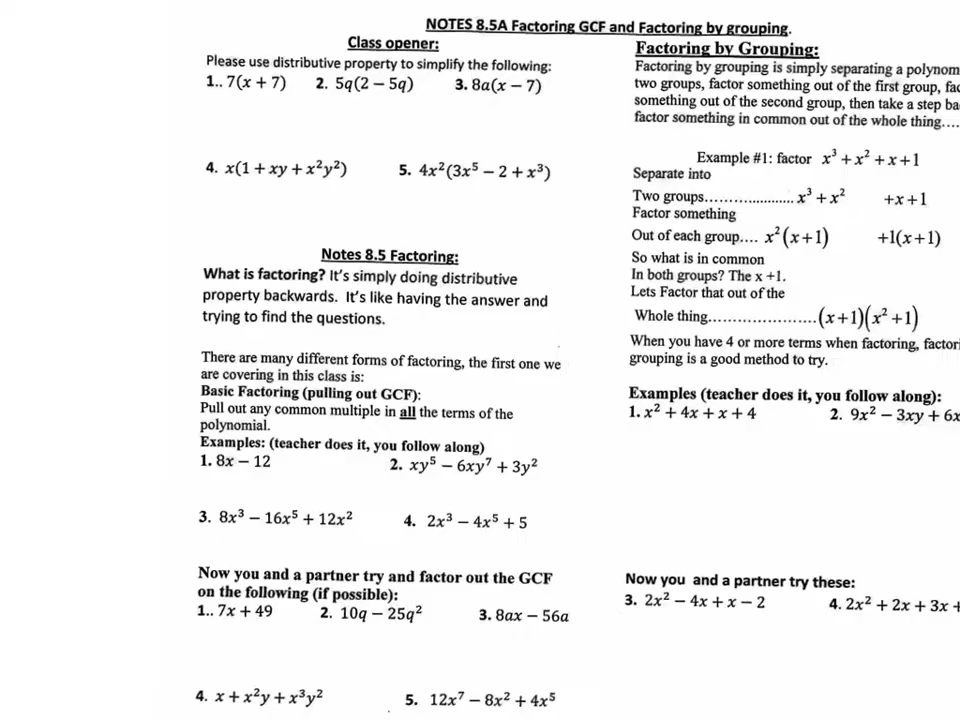 NOTES 8.5A Factoring GCF and Factoring by grouping.
Class opener:
Please use distributive property to simplify the following:
1.. 7(x + 7) 2. 5q(2 − 5q) 3. 8a(x − 7)
4. x(1 + xy + x²y²) 5. 4x²(3x⁵ − 2 + x³)
Notes 8.5 Factoring:
What is factoring? It's simply doing distributive
property backwards. It's like having the answer and
trying to find the questions.
There are many different forms of factoring, the first one we
are covering in this class is:
Basic Factoring (pulling out GCF):
Pull out any common multiple in all the terms of the
polynomial.
Examples: (teacher does it, you follow along)
1. 8x − 12 2. xy⁵ − 6xy⁷ + 3y²
3. 8x³ − 16x⁵ + 12x² 4. 2x³ − 4x⁵ + 5
Now you and a partner try and factor out the GCF
on the following (if possible):
1.. 7x + 49 2. 10q − 25q² 3. 8ax − 56a
4. x + x²y + x³y² 5. 12x⁷ − 8x² + 4x⁵
Factoring by Grouping:
Factoring by grouping is simply separating a
two groups, factor something out of the first group,
something out of the second group, then take a step
factor something in common out of the whole thing....
Example #1: factor x³ + x² + x + 1
Separate into
Two groups..................... x³ + x² +x + 1
Factor something
Out of each group.... x²(x + 1) +1(x + 1)
So what is in common
In both groups? The x +1.
Lets Factor that out of the
Whole thing......................(x + 1)(x² + 1)
When you have 4 or more terms when factoring,
grouping is a good method to try.
Examples (teacher does it, you follow along):
1. x² + 4x + x + 4 2. 9x² − 3xy + 6x
Now you and a partner try these:
3. 2x² − 4x + x − 2 4. 2x² + 2x + 3x +